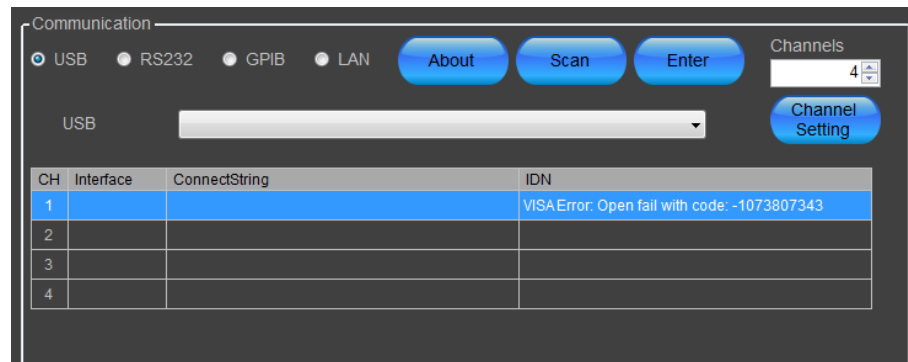 Communication
USB RS232 GPIB LAN About Scan Enter
Channels
4
USB
Channel
Setting
CH Interface ConnectString IDN
1 VISA Error: Open fail with code: -1073807343
2
3
4